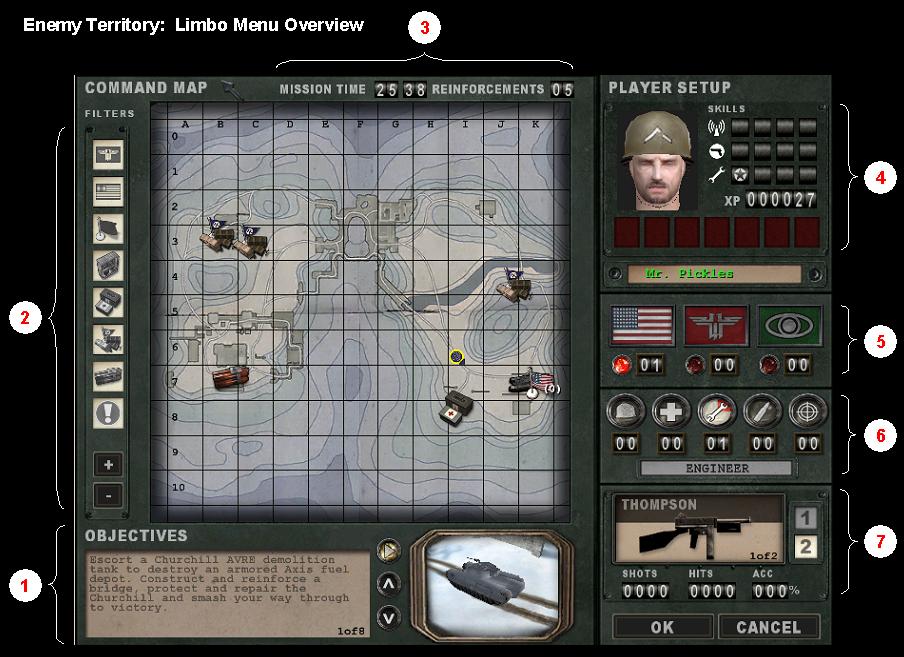 Enemy Territory:  Limbo Menu Overview
3
COMMAND MAP
MISSION TIME 25 38 REINFORCEMENTS 05
FILTERS
2
A B C D E F G H I J K
0
1
2
3
4
5
6
7
8
9
10
(0)
+
-
1
OBJECTIVES
Escort a Churchill AVRE demolition
tank to destroy an armored Axis fuel
depot. Construct and reinforce a
bridge, protect and repair the
Churchill and smash your way through
to victory.
1of8
PLAYER SETUP
SKILLS
XP 000027
4
Mr. Pickles
01 00 00
5
00 00 01 00 00
ENGINEER
6
THOMPSON
1
2
1of2
7
SHOTS HITS ACC
0000 0000 000%
OK CANCEL